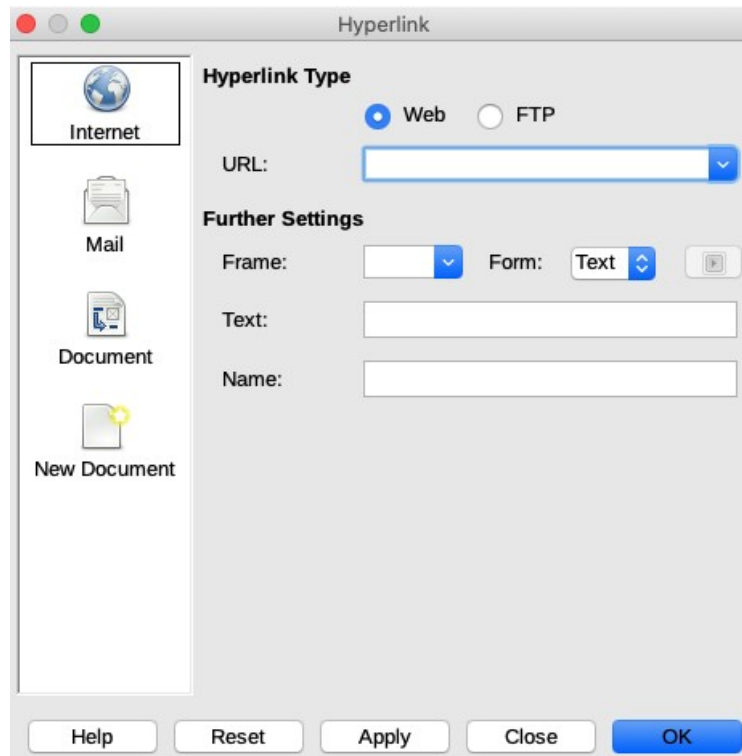 Hyperlink
Internet
Mail
Document
New Document
Hyperlink Type
Web FTP
URL:
Further Settings
Frame: Form: Text
Text:
Name:
Help Reset Apply Close OK